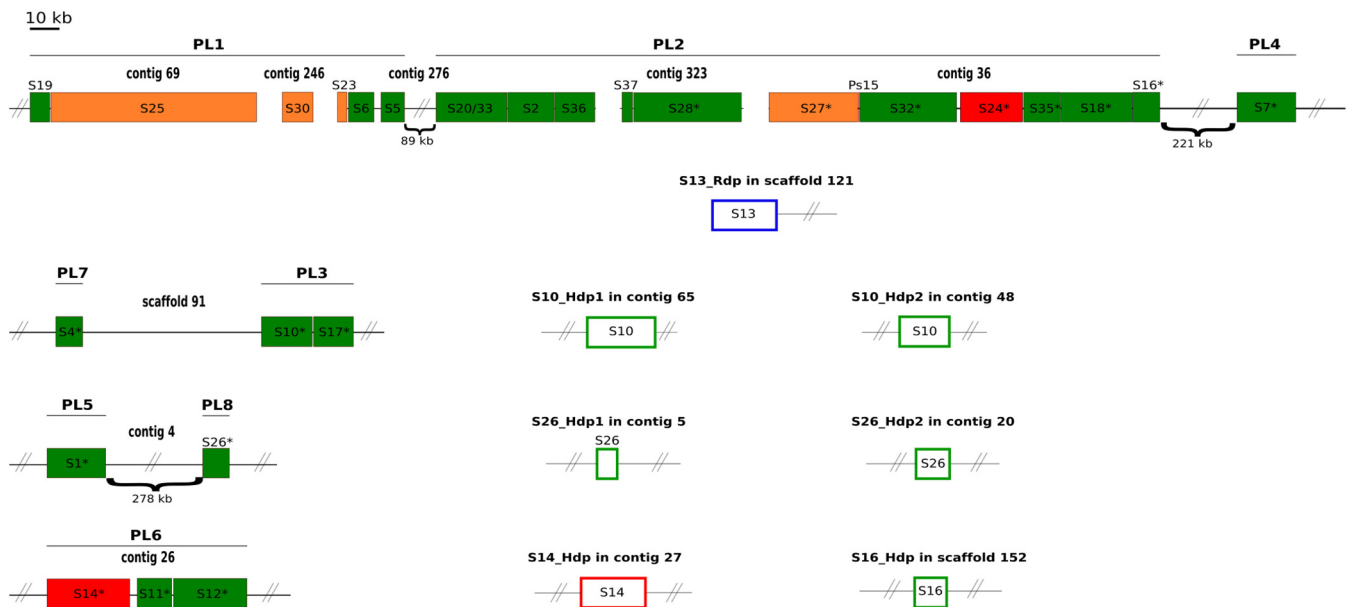 10 kb
PL1 PL2 PL4
contig 69 contig 246 contig 276 contig 323 contig 36
S19 S23 S37 Ps15 S16*
S25 S30 S6 S5 S20/33 S2 S36 S28* S27* S32* S24* S35* S18* S7*
89 kb 221 kb
S13_Rdp in scaffold 121
S13
PL7 PL3
scaffold 91 S10_Hdp1 in contig 65 S10_Hdp2 in contig 48
S4* S10* S17* S10 S10
PL5 PL8
contig 4 S26_Hdp1 in contig 5 S26_Hdp2 in contig 20
S26* S26
S1* S26
278 kb
PL6
contig 26 S14_Hdp in contig 27 S16_Hdp in scaffold 152
S14* S11* S12* S14 S16